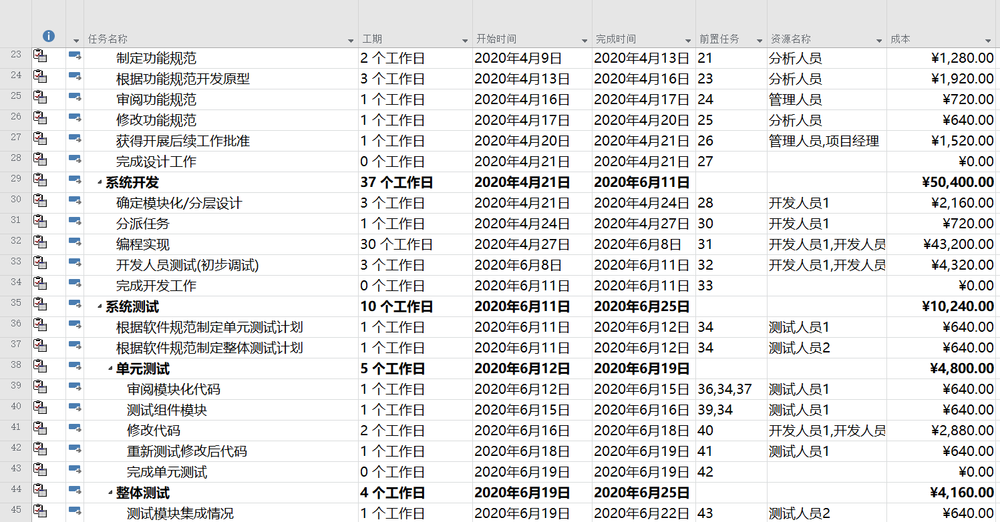 任务名称 工期 开始时间 完成时间 前置任务 资源名称 成本
23 制定功能规范 2 个工作日 2020年4月9日 2020年4月13日 21 分析人员 ¥1,280.00
24 根据功能规范开发原型 3 个工作日 2020年4月13日 2020年4月16日 23 分析人员 ¥1,920.00
25 审阅功能规范 1 个工作日 2020年4月16日 2020年4月17日 24 管理人员 ¥720.00
26 修改功能规范 1 个工作日 2020年4月17日 2020年4月20日 25 分析人员 ¥640.00
27 获得开展后续工作批准 1 个工作日 2020年4月20日 2020年4月21日 26 管理人员,项目经理 ¥1,520.00
28 完成设计工作 0 个工作日 2020年4月21日 2020年4月21日 27 ¥0.00
29 系统开发 37 个工作日 2020年4月21日 2020年6月11日 ¥50,400.00
30 确定模块化/分层设计 3 个工作日 2020年4月21日 2020年4月24日 28 开发人员1 ¥2,160.00
31 分派任务 1 个工作日 2020年4月24日 2020年4月27日 30 开发人员1 ¥720.00
32 编程实现 30 个工作日 2020年4月27日 2020年6月8日 31 开发人员1,开发人员 ¥43,200.00
33 开发人员测试(初步调试) 3 个工作日 2020年6月8日 2020年6月11日 32 开发人员1,开发人员 ¥4,320.00
34 完成开发工作 0 个工作日 2020年6月11日 2020年6月11日 33 ¥0.00
35 系统测试 10 个工作日 2020年6月11日 2020年6月25日 ¥10,240.00
36 根据软件规范制定单元测试计划 1 个工作日 2020年6月11日 2020年6月12日 34 测试人员1 ¥640.00
37 根据软件规范制定整体测试计划 1 个工作日 2020年6月11日 2020年6月12日 34 测试人员2 ¥640.00
38 单元测试 5 个工作日 2020年6月12日 2020年6月19日 ¥4,800.00
39 审阅模块化代码 1 个工作日 2020年6月12日 2020年6月15日 36,34,37 测试人员1 ¥640.00
40 测试组件模块 1 个工作日 2020年6月15日 2020年6月16日 39,34 测试人员1 ¥640.00
41 修改代码 2 个工作日 2020年6月16日 2020年6月18日 40 开发人员1,开发人员 ¥2,880.00
42 重新测试修改后代码 1 个工作日 2020年6月18日 2020年6月19日 41 测试人员1 ¥640.00
43 完成单元测试 0 个工作日 2020年6月19日 2020年6月19日 42 ¥0.00
44 整体测试 4 个工作日 2020年6月19日 2020年6月25日 ¥4,160.00
45 测试模块集成情况 1 个工作日 2020年6月19日 2020年6月22日 43 测试人员2 ¥640.00